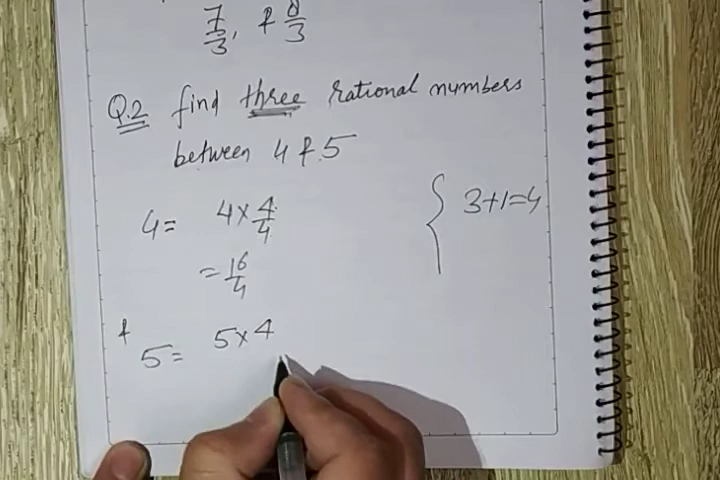 7/3, & 8/3
Q.2 find three rational numbers
between 4 & 5
4 = 4 × 4/4
= 16/4
{ 3+1=4
& 5 = 5 × 4